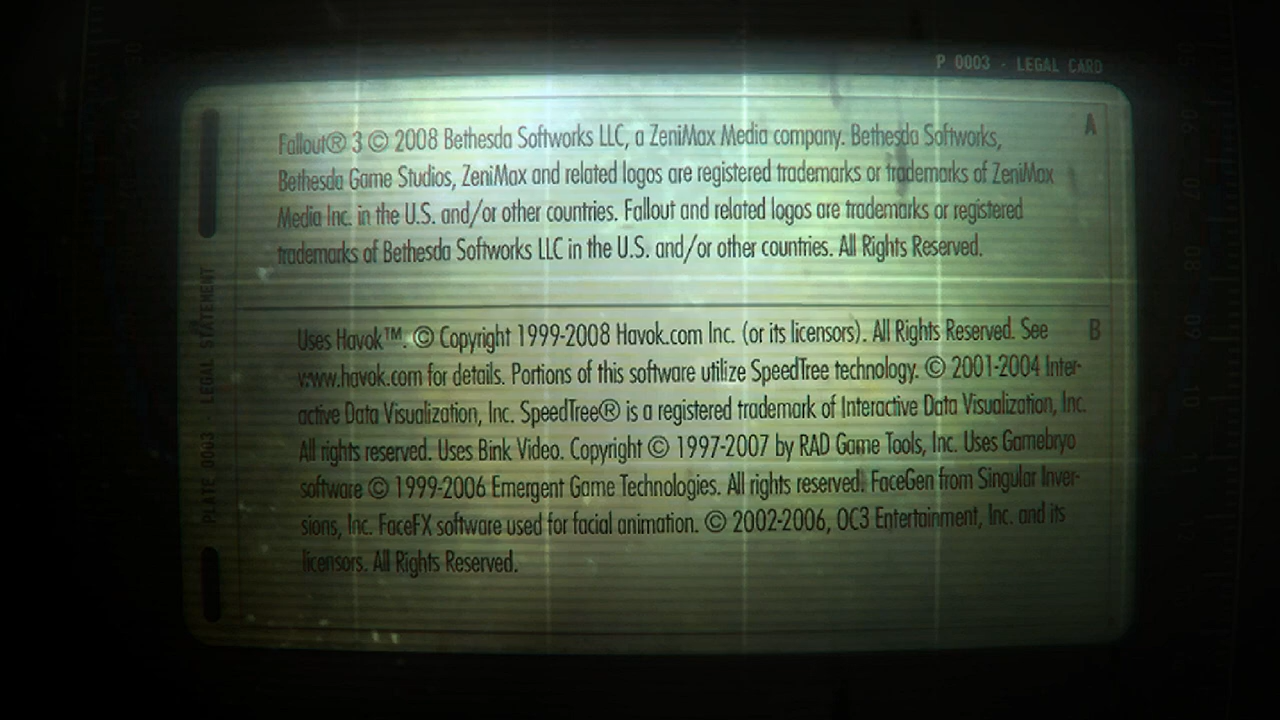 P 0003 - LEGAL CARD
A
Fallout® 3 © 2008 Bethesda Softworks LLC, a ZeniMax Media company. Bethesda Softworks,
Bethesda Game Studios, ZeniMax and related logos are registered trademarks or trademarks of ZeniMax
Media Inc. in the U.S. and/or other countries. Fallout and related logos are trademarks or registered
trademarks of Bethesda Softworks LLC in the U.S. and/or other countries. All Rights Reserved.
B
Uses Havok™. © Copyright 1999-2008 Havok.com Inc. (or its licensors). All Rights Reserved. See
www.havok.com for details. Portions of this software utilize SpeedTree technology. © 2001-2004 Inter-
active Data Visualization, Inc. SpeedTree® is a registered trademark of Interactive Data Visualization, Inc.
All rights reserved. Uses Bink Video. Copyright © 1997-2007 by RAD Game Tools, Inc. Uses Gamebryo
software © 1999-2006 Emergent Game Technologies. All rights reserved. FaceGen from Singular Inver-
sions, Inc. FaceFX software used for facial animation. © 2002-2006, OC3 Entertainment, Inc. and its
licensors. All Rights Reserved.
PLATE 0003 - LEGAL STATEMENT